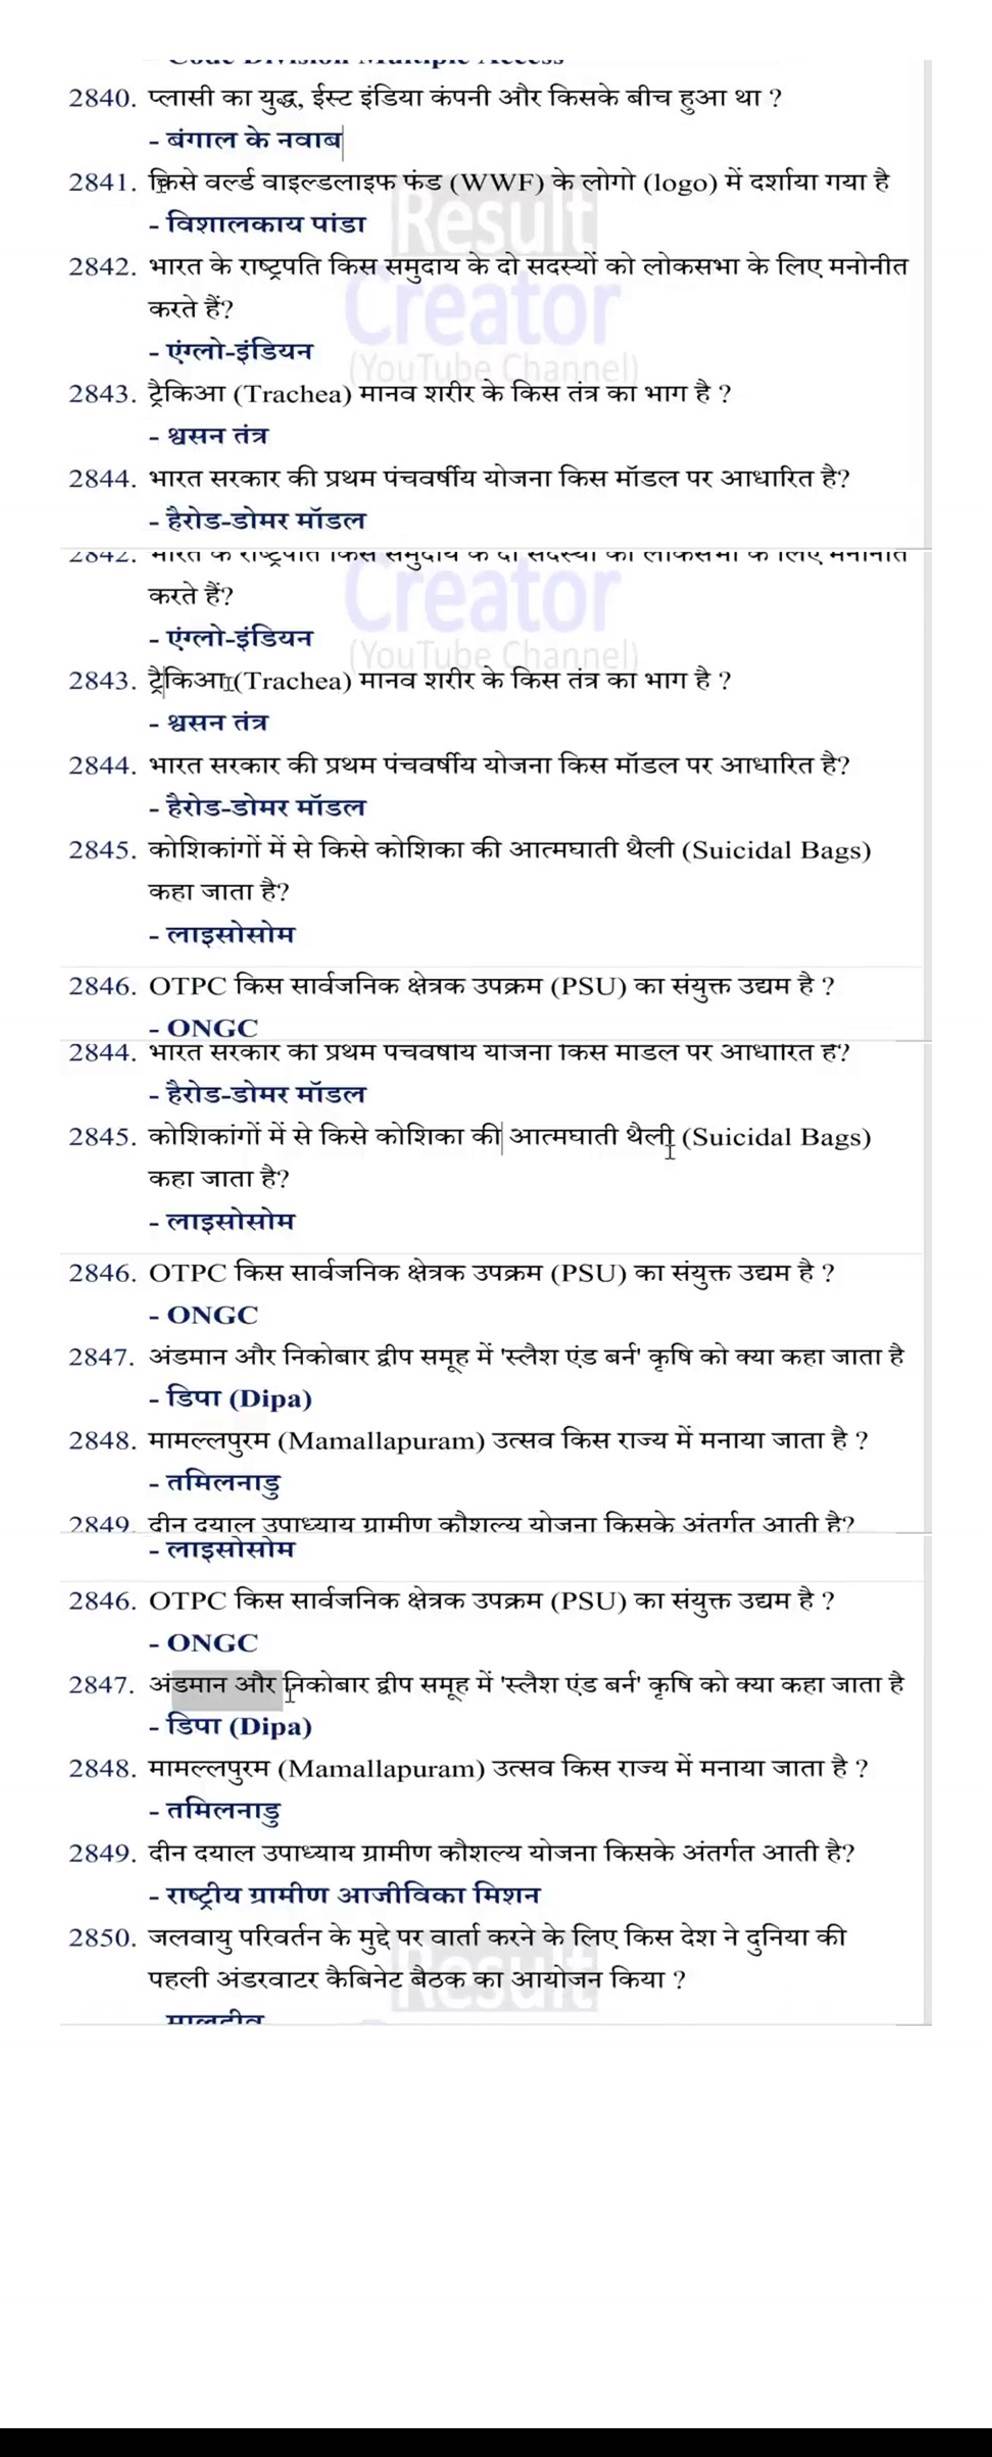 Code Division Multiple Access
2840. प्लासी का युद्ध, ईस्ट इंडिया कंपनी और किसके बीच हुआ था ?
- बंगाल के नवाब
2841. किसे वर्ल्ड वाइल्डलाइफ फंड (WWF) के लोगो (logo) में दर्शाया गया है
Result
- विशालकाय पांडा
2842. भारत के राष्ट्रपति किस समुदाय के दो सदस्यों को लोकसभा के लिए मनोनीत
Creator
करते हैं?
- एंग्लो-इंडियन
(YouTube Channel)
2843. ट्रैकिआ (Trachea) मानव शरीर के किस तंत्र का भाग है ?
- श्वसन तंत्र
2844. भारत सरकार की प्रथम पंचवर्षीय योजना किस मॉडल पर आधारित है?
- हैरोड-डोमर मॉडल
2842. भारत के राष्ट्रपति किस समुदाय के दो सदस्यों को लोकसभा के लिए मनोनीत
Creator
करते हैं?
- एंग्लो-इंडियन
(YouTube Channel)
2843. ट्रैकिआ (Trachea) मानव शरीर के किस तंत्र का भाग है ?
- श्वसन तंत्र
2844. भारत सरकार की प्रथम पंचवर्षीय योजना किस मॉडल पर आधारित है?
- हैरोड-डोमर मॉडल
2845. कोशिकांगों में से किसे कोशिका की आत्मघाती थैली (Suicidal Bags)
कहा जाता है?
- लाइसोसोम
2846. OTPC किस सार्वजनिक क्षेत्रक उपक्रम (PSU) का संयुक्त उद्यम है ?
- ONGC
2844. भारत सरकार की प्रथम पंचवर्षीय योजना किस मॉडल पर आधारित है?
- हैरोड-डोमर मॉडल
2845. कोशिकांगों में से किसे कोशिका की आत्मघाती थैली (Suicidal Bags)
कहा जाता है?
- लाइसोसोम
2846. OTPC किस सार्वजनिक क्षेत्रक उपक्रम (PSU) का संयुक्त उद्यम है ?
- ONGC
2847. अंडमान और निकोबार द्वीप समूह में 'स्लैश एंड बर्न' कृषि को क्या कहा जाता है
- डिपा (Dipa)
2848. मामल्लपुरम (Mamallapuram) उत्सव किस राज्य में मनाया जाता है ?
- तमिलनाडु
2849. दीन दयाल उपाध्याय ग्रामीण कौशल्य योजना किसके अंतर्गत आती है?
- लाइसोसोम
2846. OTPC किस सार्वजनिक क्षेत्रक उपक्रम (PSU) का संयुक्त उद्यम है ?
- ONGC
2847. अंडमान और निकोबार द्वीप समूह में 'स्लैश एंड बर्न' कृषि को क्या कहा जाता है
- डिपा (Dipa)
2848. मामल्लपुरम (Mamallapuram) उत्सव किस राज्य में मनाया जाता है ?
- तमिलनाडु
2849. दीन दयाल उपाध्याय ग्रामीण कौशल्य योजना किसके अंतर्गत आती है?
- राष्ट्रीय ग्रामीण आजीविका मिशन
2850. जलवायु परिवर्तन के मुद्दे पर वार्ता करने के लिए किस देश ने दुनिया की
पहली अंडरवाटर कैबिनेट बैठक का आयोजन किया ?
Result
मालदीव